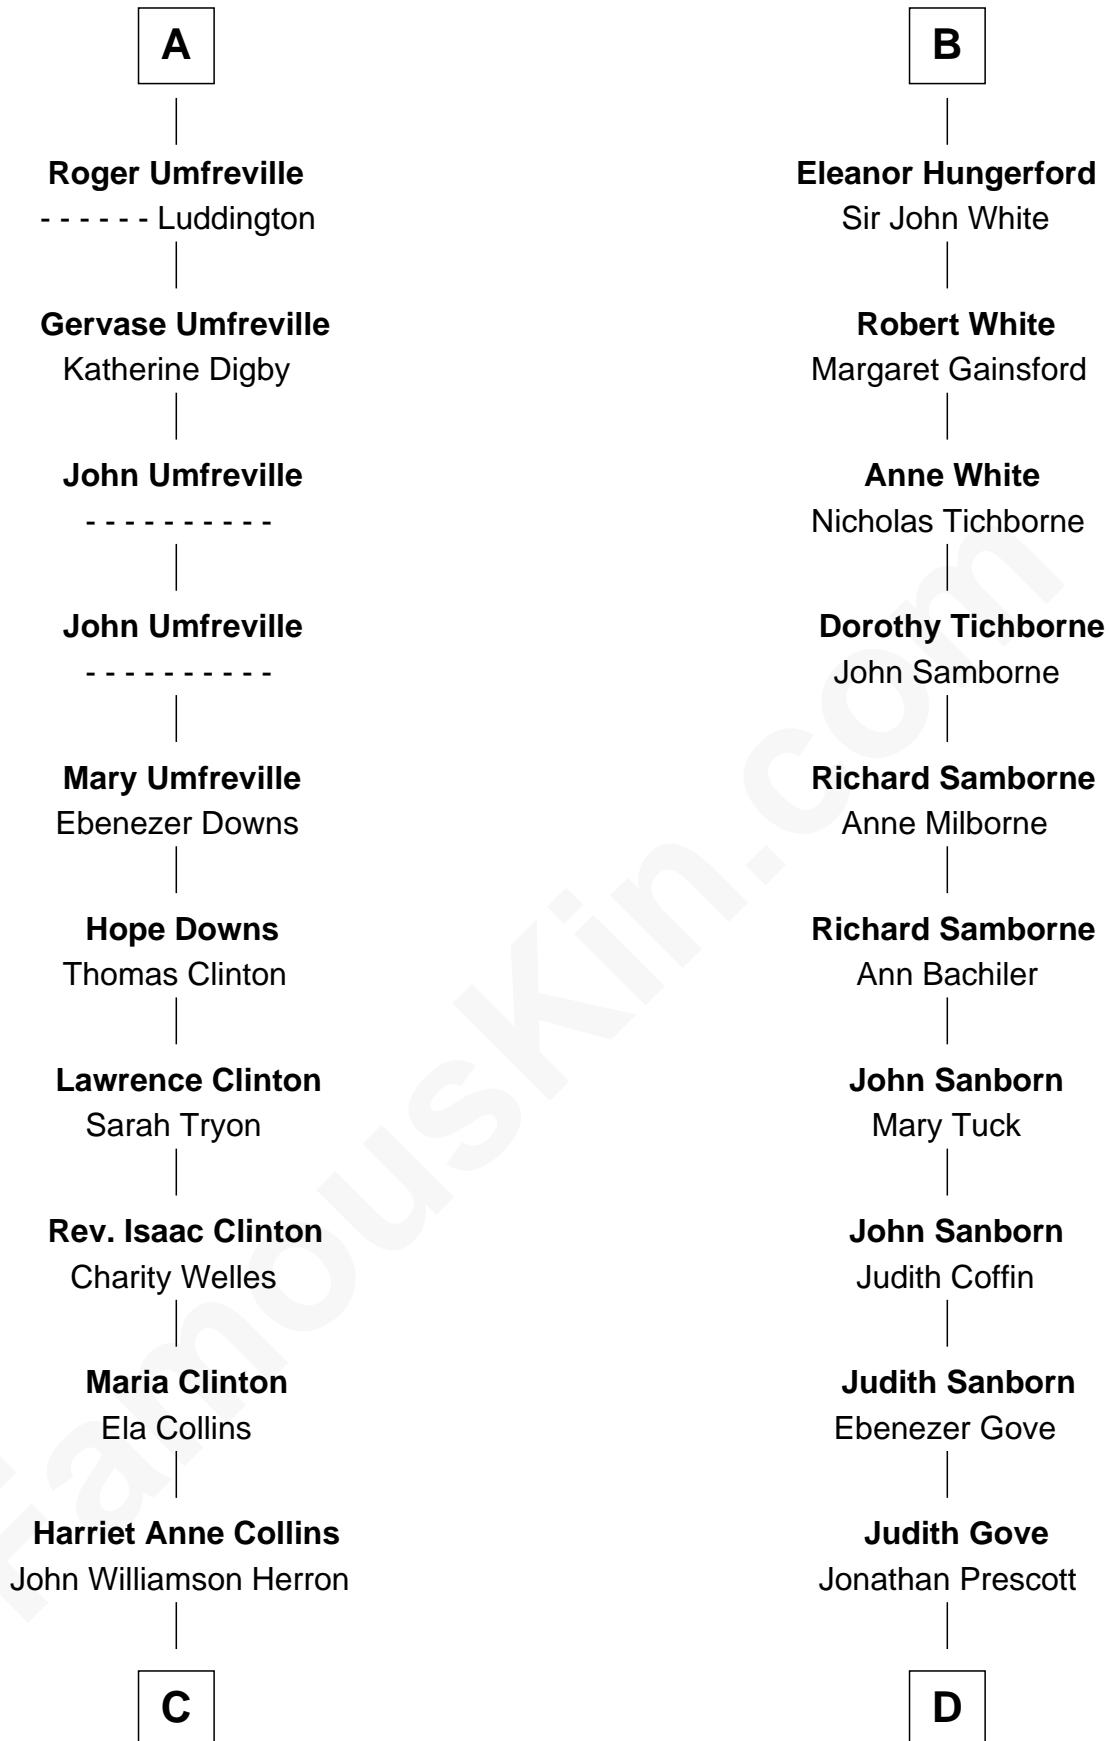 A
Roger Umfreville
- - - - - - Luddington
Gervase Umfreville
Katherine Digby
John Umfreville
- - - - - - - - - -
John Umfreville
- - - - - - - - - -
Mary Umfreville
Ebenezer Downs
Hope Downs
Thomas Clinton
Lawrence Clinton
Sarah Tryon
Rev. Isaac Clinton
Charity Welles
Maria Clinton
Ela Collins
Harriet Anne Collins
John Williamson Herron
C
B
Eleanor Hungerford
Sir John White
Robert White
Margaret Gainsford
Anne White
Nicholas Tichborne
Dorothy Tichborne
John Samborne
Richard Samborne
Anne Milborne
Richard Samborne
Ann Bachiler
John Sanborn
Mary Tuck
John Sanborn
Judith Coffin
Judith Sanborn
Ebenezer Gove
Judith Gove
Jonathan Prescott
D
FamousKin.com